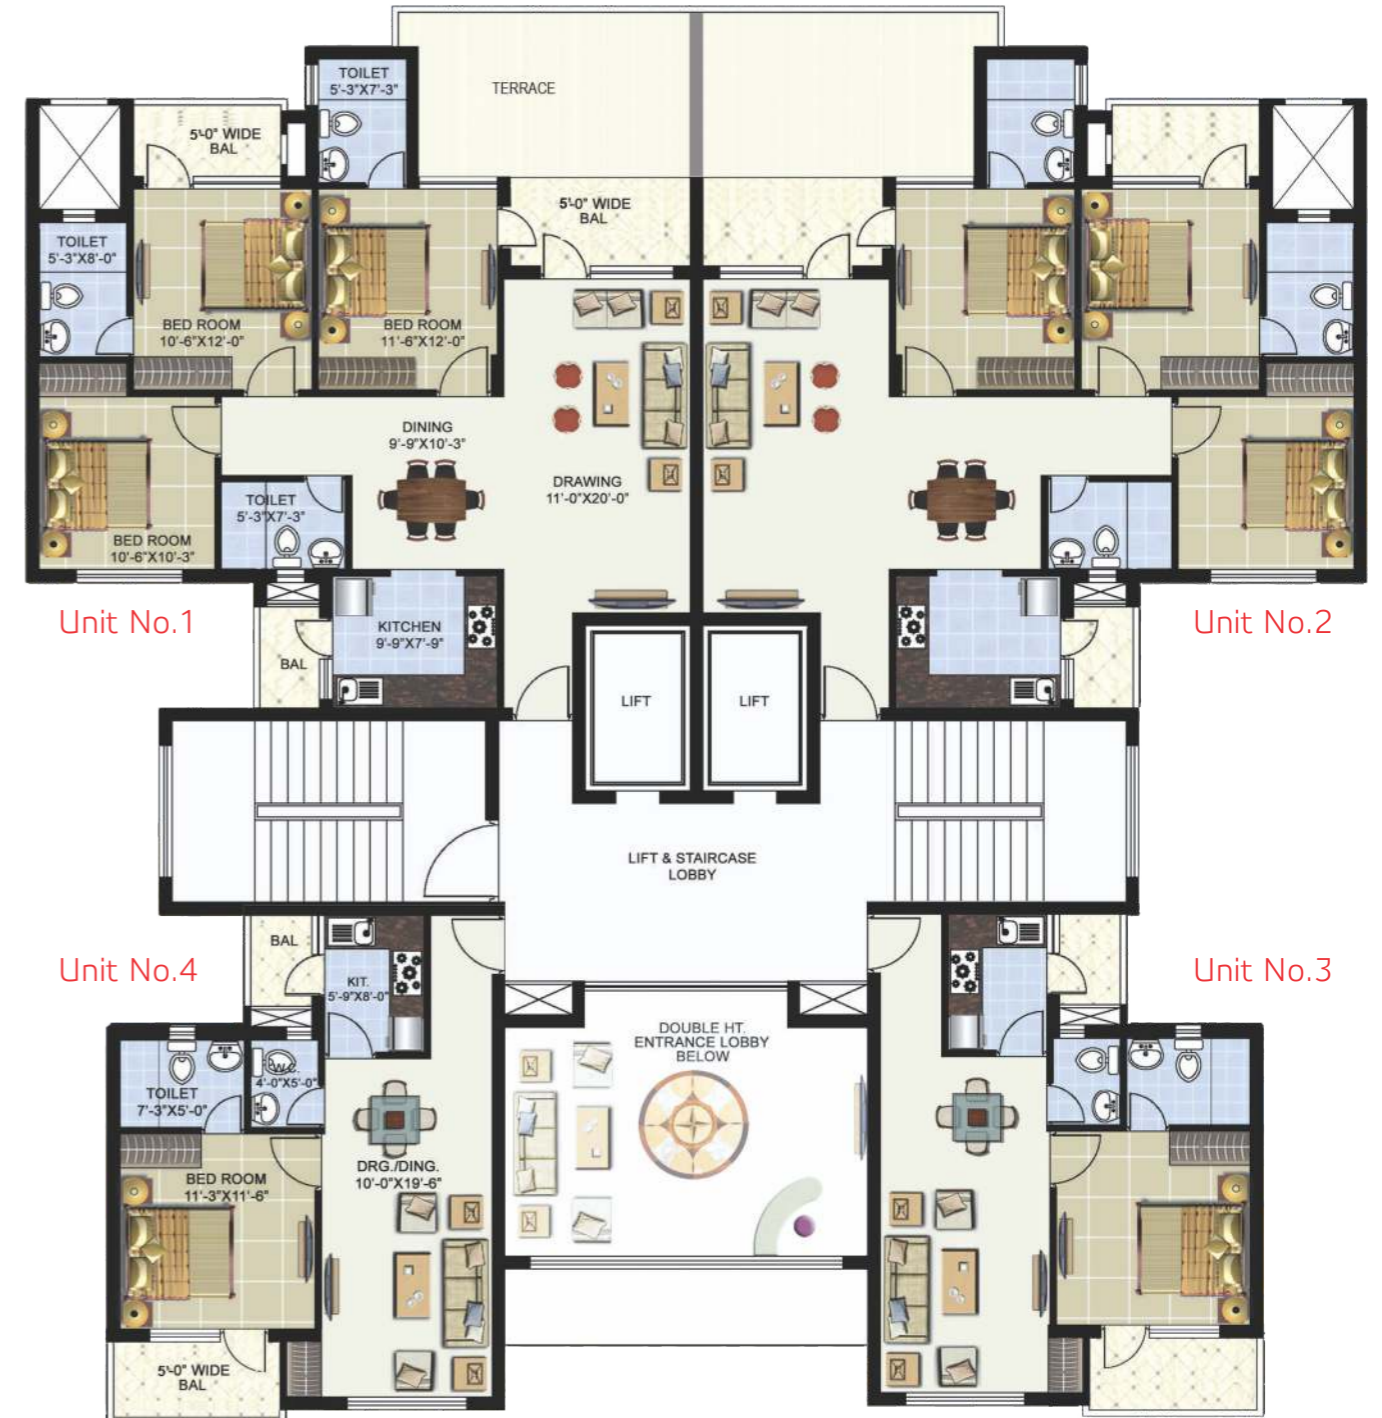 TOILET
5'-3"X7'-3"
TERRACE
5'-0" WIDE
BAL
5'-0" WIDE
BAL
TOILET
5'-3"X8'-0"
BED ROOM
10'-6"X12'-0"
BED ROOM
11'-6"X12'-0"
DINING
9'-9"X10'-3"
DRAWING
11'-0"X20'-0"
TOILET
5'-3"X7'-3"
BED ROOM
10'-6"X10'-3"
Unit No.1
Unit No.2
KITCHEN
9'-9"X7'-9"
BAL
LIFT
LIFT
LIFT & STAIRCASE
LOBBY
BAL
Unit No.4
Unit No.3
KIT.
5'-9"X8'-0"
DOUBLE HT.
ENTRANCE LOBBY
BELOW
W.C.
4'-0"X5'-0"
TOILET
7'-3"X5'-0"
DRG./DING.
10'-0"X19'-6"
BED ROOM
11'-3"X11'-6"
5'-0" WIDE
BAL